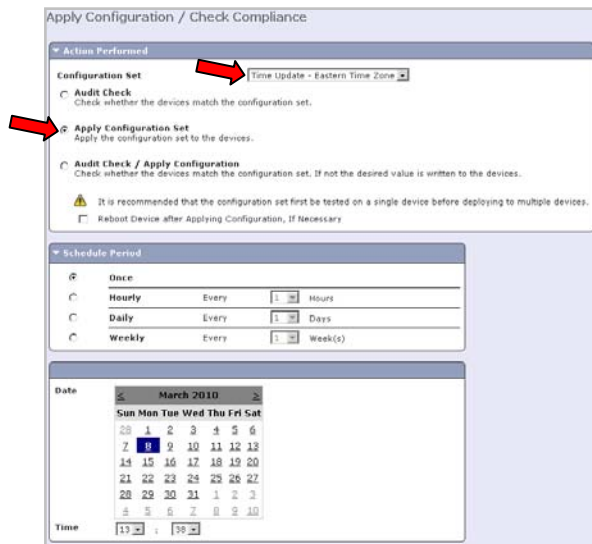 Apply Configuration / Check Compliance
Action Performed
Configuration Set Time Update - Eastern Time Zone
Audit Check
Check whether the devices match the configuration set.
Apply Configuration Set
Apply the configuration set to the devices.
Audit Check / Apply Configuration
Check whether the devices match the configuration set. If not the desired value is written to the devices.
It is recommended that the configuration set first be tested on a single device before deploying to multiple devices.
Reboot Device after Applying Configuration, If Necessary
Schedule Period
Once
Hourly Every 1 Hours
Daily Every 1 Days
Weekly Every 1 Week(s)
Date
< March 2010 >
Sun Mon Tue Wed Thu Fri Sat
28 1 2 3 4 5 6
7 8 9 10 11 12 13
14 15 16 17 18 19 20
21 22 23 24 25 26 27
28 29 30 31 1 2 3
4 5 6 7 8 9 10
Time 13 : 38